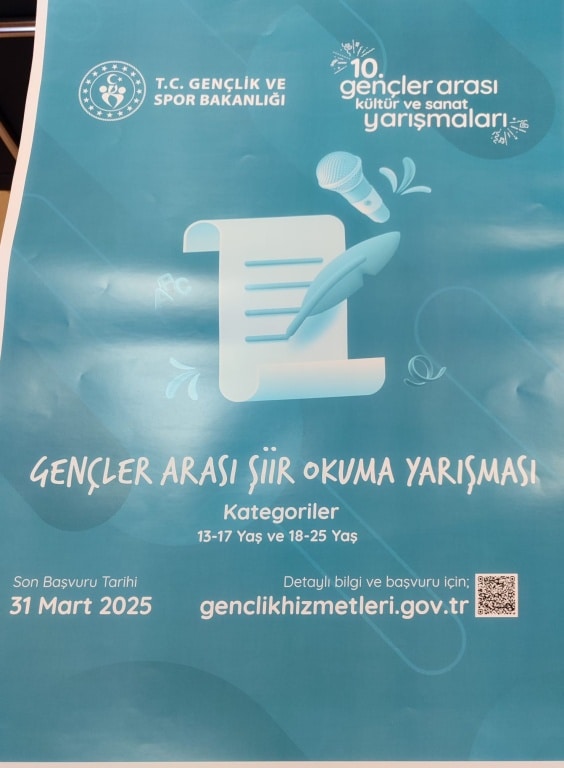 T.C. GENÇLİK VE
SPOR BAKANLIĞI
10.
gençler arası
kültür ve sanat
yarışmaları
ABC
GENÇLER ARASI ŞİİR OKUMA YARIŞMASI
Kategoriler
13-17 Yaş ve 18-25 Yaş
Son Başvuru Tarihi
31 Mart 2025
Detaylı bilgi ve başvuru için;
genclikhizmetleri.gov.tr